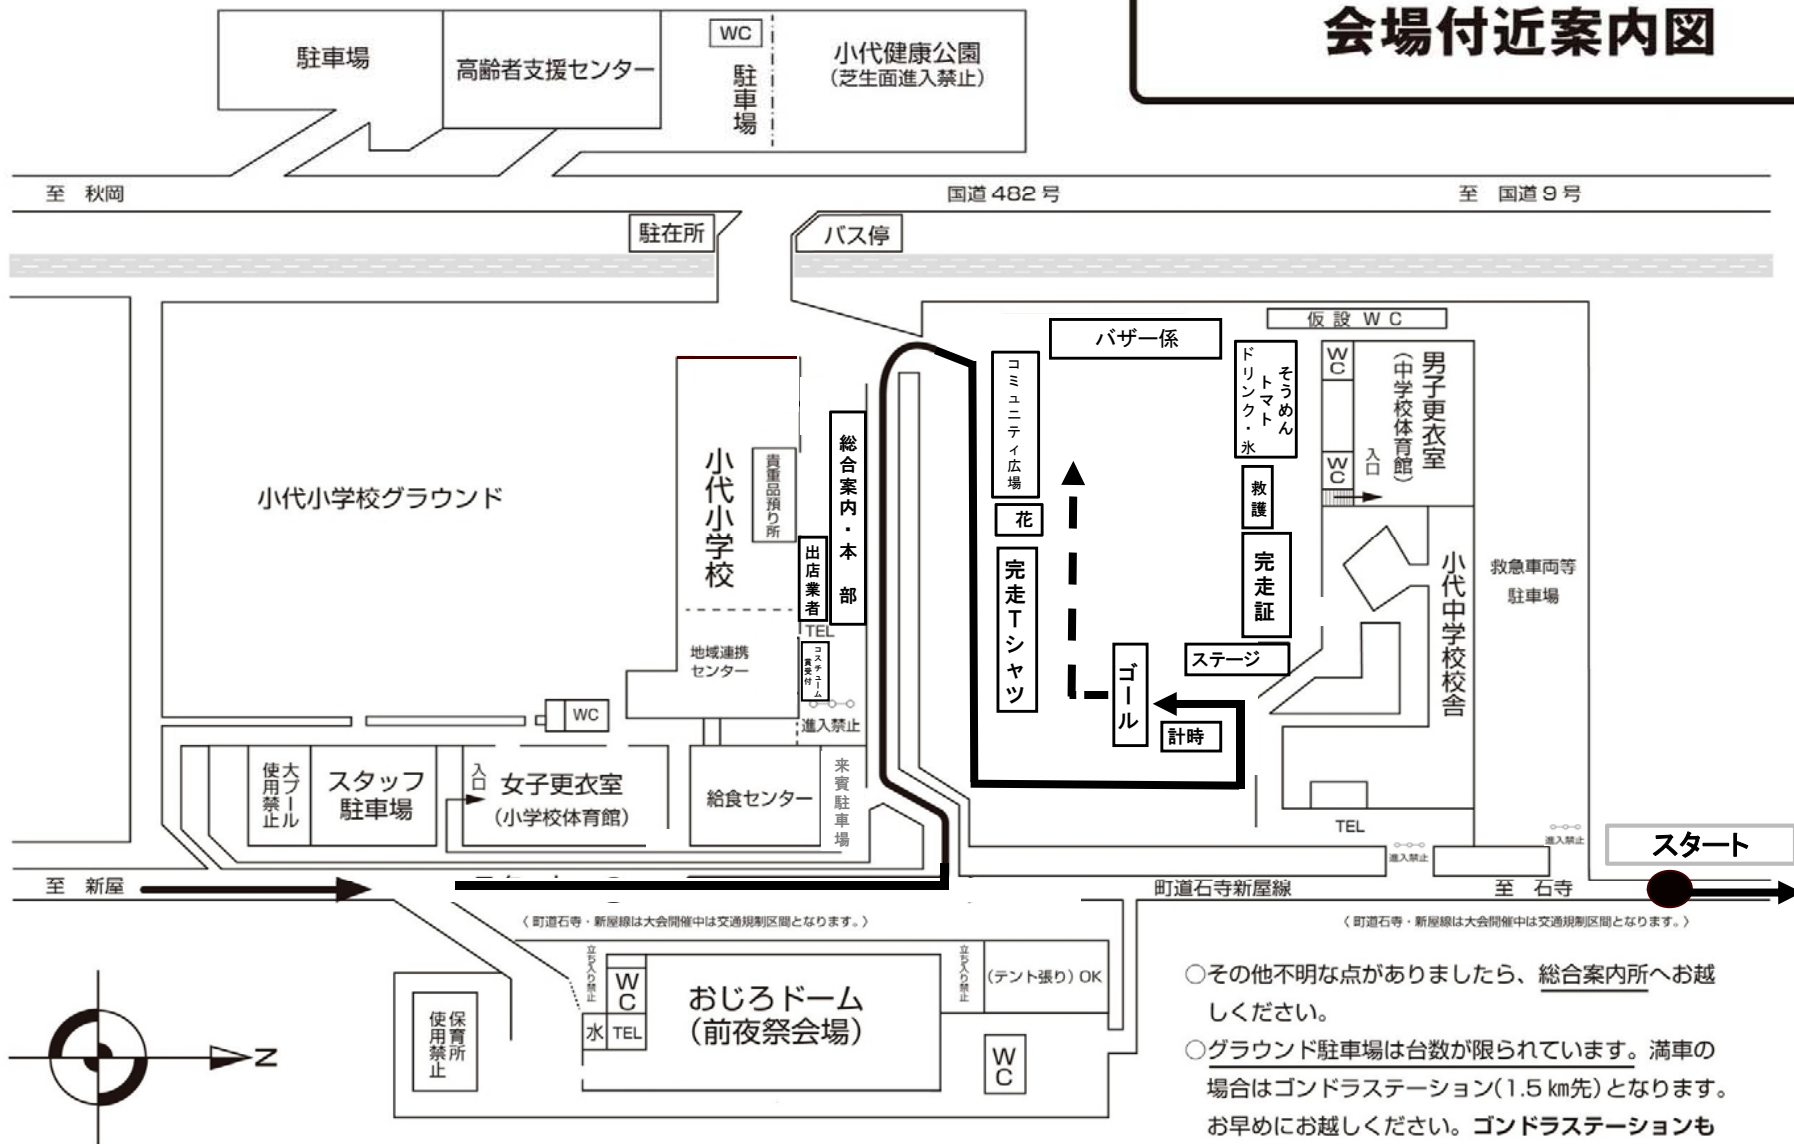 会場付近案内図
駐車場
高齢者支援センター
WC
駐車場
小代健康公園
(芝生面進入禁止)
至 秋岡
国道482号
至 国道9号
駐在所
バス停
仮設WC
バザー係
コミュニティ広場
花
完走Tシャツ
そうめん
トマト
ドリンク・氷
救護
完走証
ステージ
ゴール
計時
WC
WC
入口
男子更衣室
(中学校体育館)
小代中学校校舎
救急車両等
駐車場
小代小学校グラウンド
小代小学校
貴重品預り所
総合案内・本部
出店業者
TEL
コスチューム
賞受付
地域連携
センター
進入禁止
WC
大プール
使用禁止
スタッフ
駐車場
入口
女子更衣室
(小学校体育館)
給食センター
来賓駐車場
TEL
進入禁止
進入禁止
スタート
至 新屋
町道石寺新屋線
至 石寺
〈町道石寺・新屋線は大会開催中は交通規制区間となります。〉
〈町道石寺・新屋線は大会開催中は交通規制区間となります。〉
保育所
使用禁止
立ち入り禁止
WC
水
TEL
おじろドーム
(前夜祭会場)
立ち入り禁止
(テント張り)OK
WC
N
○その他不明な点がありましたら、総合案内所へお越
しください。
○グラウンド駐車場は台数が限られています。満車の
場合はゴンドラステーション(1.5㎞先)となります。
お早めにお越しください。ゴンドラステーションも